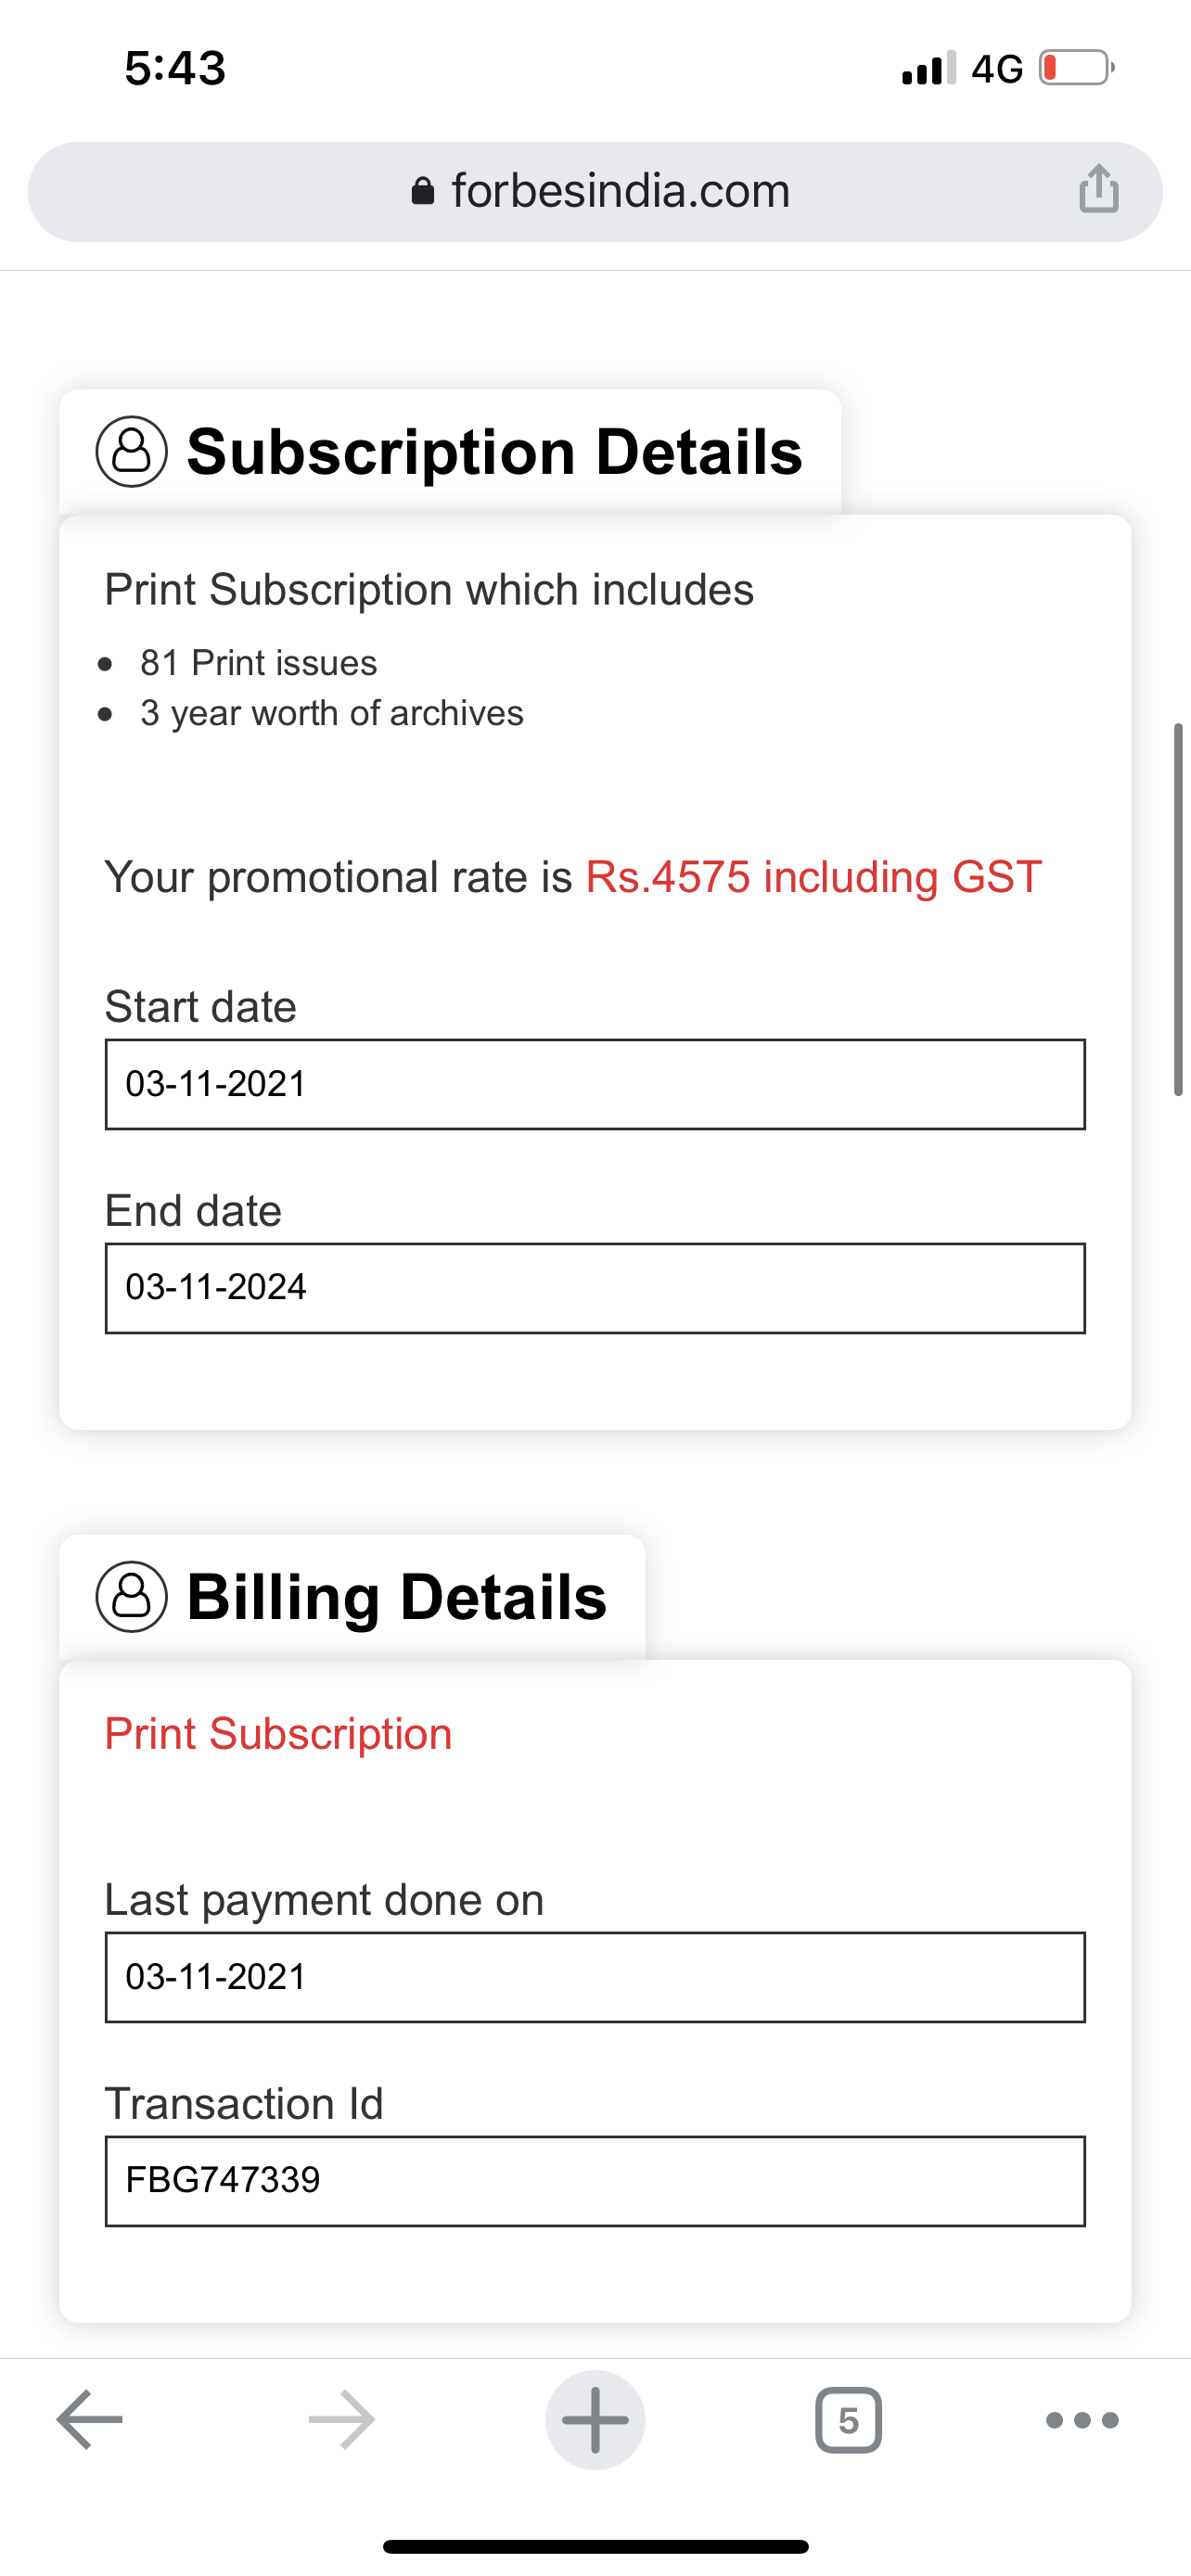 5:43
4G
forbesindia.com
Subscription Details
Print Subscription which includes
• 81 Print issues
• 3 year worth of archives
Your promotional rate is Rs.4575 including GST
Start date
03-11-2021
End date
03-11-2024
Billing Details
Print Subscription
Last payment done on
03-11-2021
Transaction Id
FBG747339
5